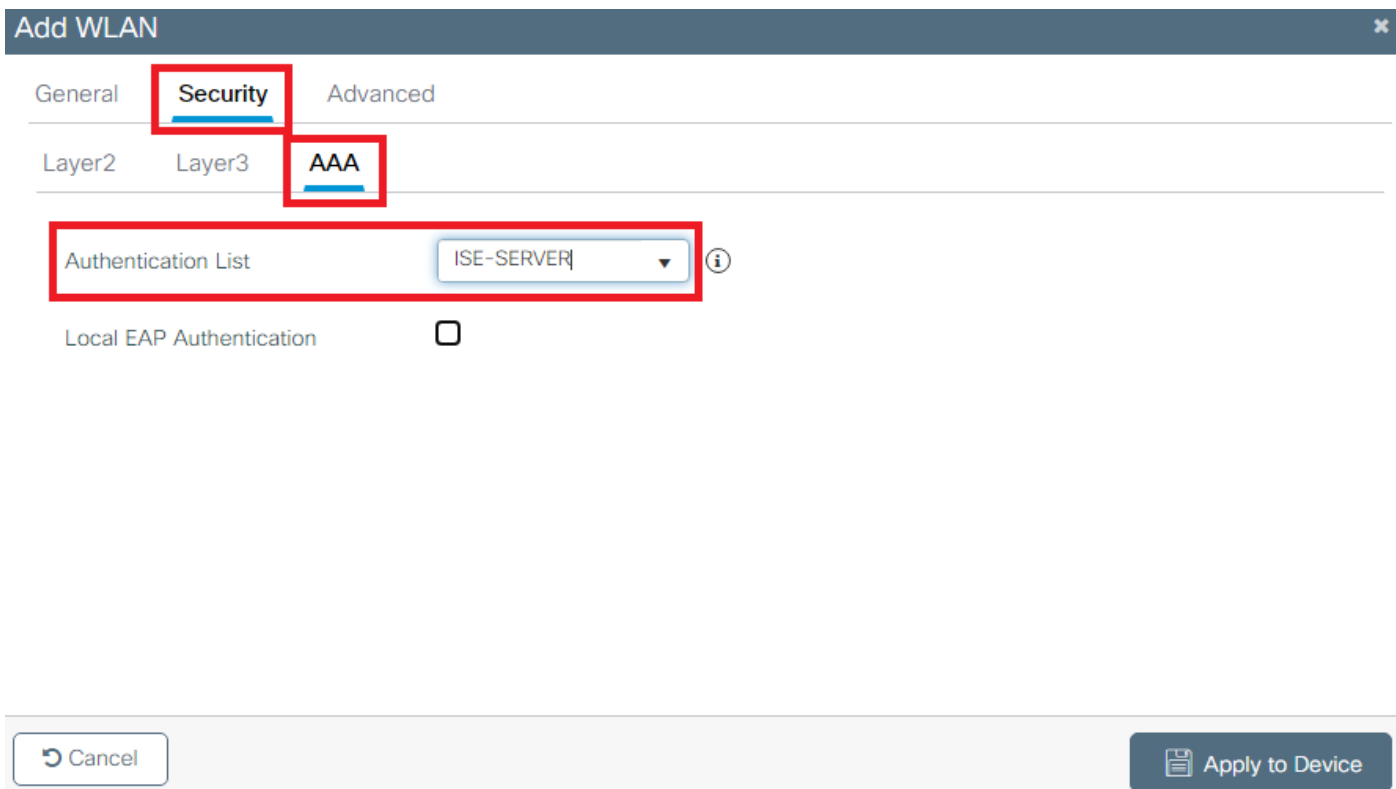 Add WLAN
General Security Advanced
Layer2 Layer3 AAA
Authentication List ISE-SERVER
Local EAP Authentication
Cancel Apply to Device